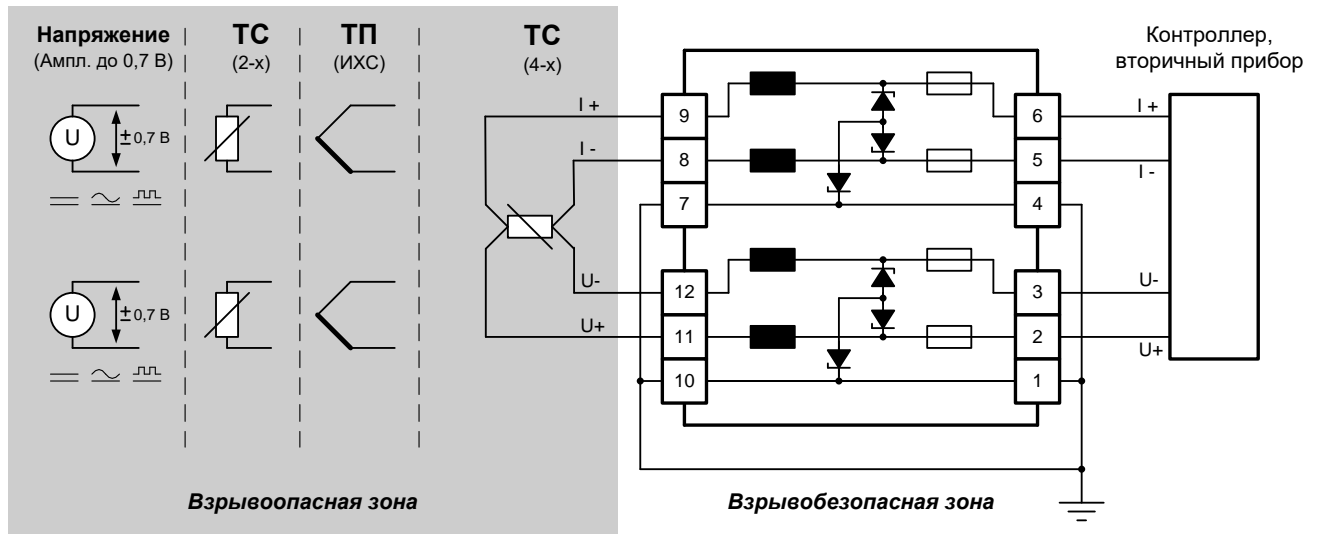 Напряжение
(Ампл. до 0,7 В)
ТС
(2-х)
ТП
(ИХС)
ТС
(4-х)
Контроллер,
вторичный прибор
U
± 0,7 В
U
± 0,7 В
I +
I -
U-
U+
9
8
7
12
11
10
6
5
4
3
2
1
I +
I -
U-
U+
Взрывоопасная зона
Взрывобезопасная зона